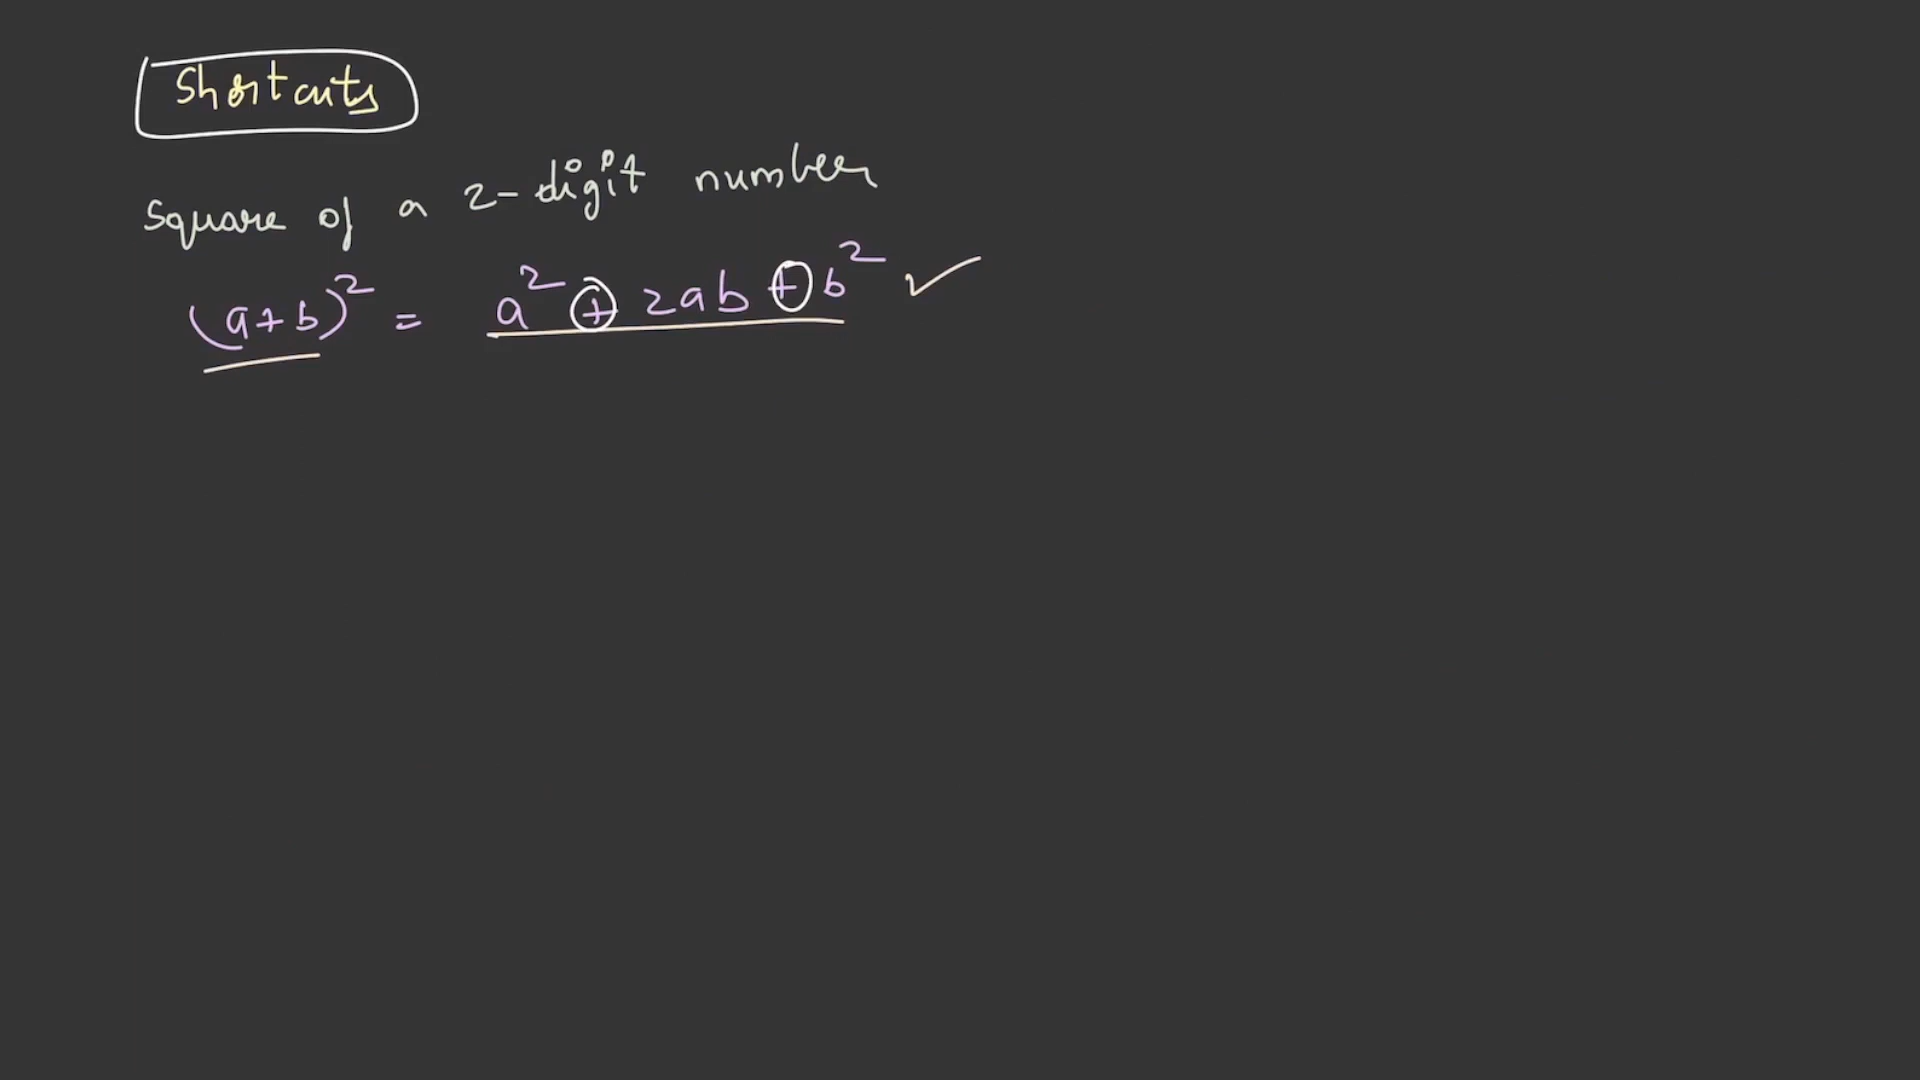 Shortcuts
Square of a 2-digit number
(a+b)² = a² + 2ab + b² ✓